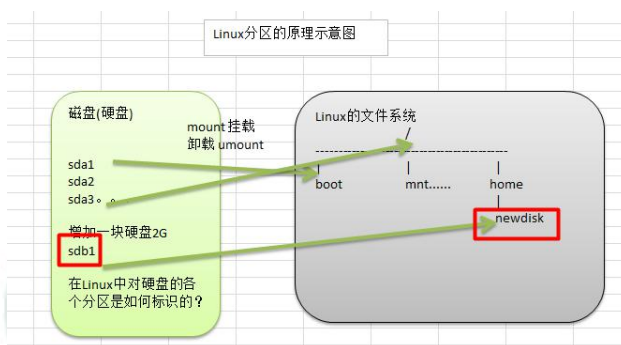 Linux分区的原理示意图
磁盘(硬盘)
mount 挂载
卸载 umount
sda1
sda2
sda3。。
增加一块硬盘2G
sdb1
在Linux中对硬盘的各
个分区是如何标识的？
Linux的文件系统
/
boot mnt...... home
newdisk